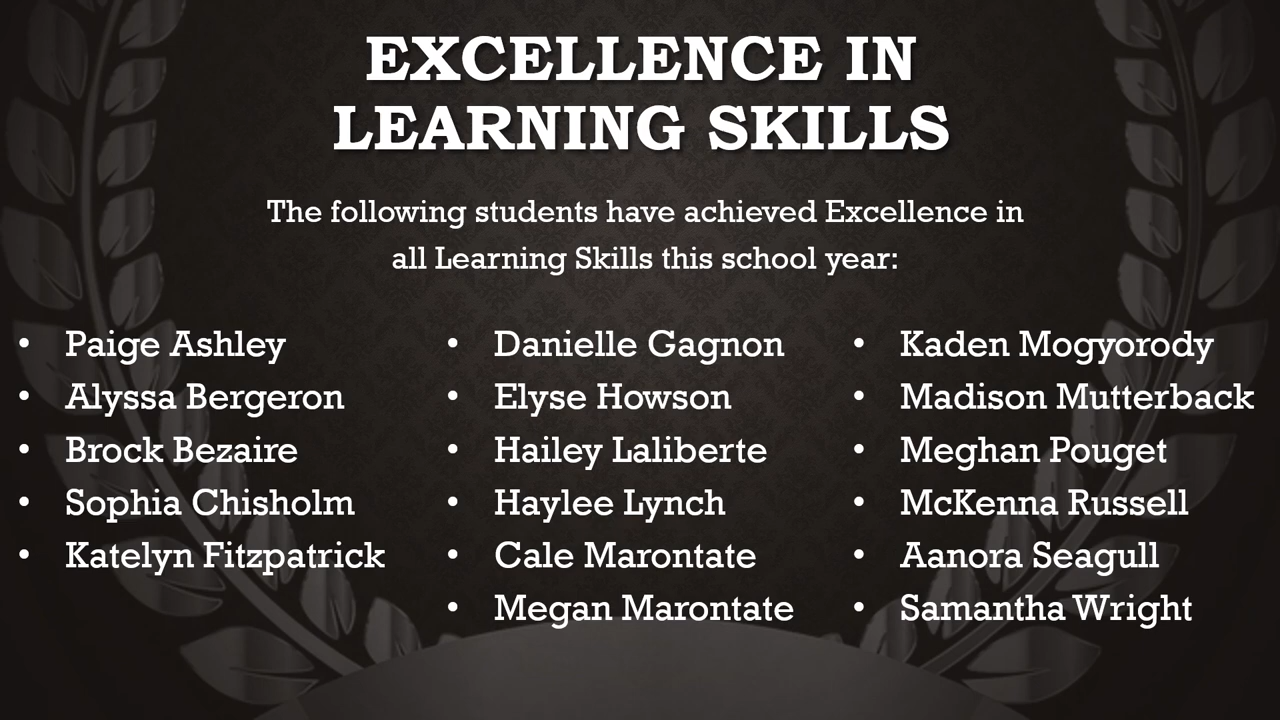 EXCELLENCE IN
LEARNING SKILLS
The following students have achieved Excellence in
all Learning Skills this school year:
• Paige Ashley
• Alyssa Bergeron
• Brock Bezaire
• Sophia Chisholm
• Katelyn Fitzpatrick
• Danielle Gagnon
• Elyse Howson
• Hailey Laliberte
• Haylee Lynch
• Cale Marontate
• Megan Marontate
• Kaden Mogyorody
• Madison Mutterback
• Meghan Pouget
• McKenna Russell
• Aanora Seagull
• Samantha Wright